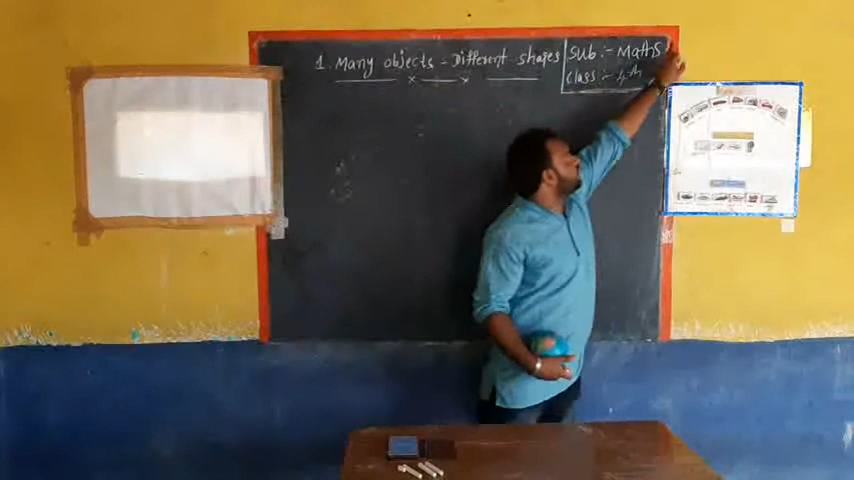 1. Many objects - Different shapes
Sub :- Maths
Class :- 4th